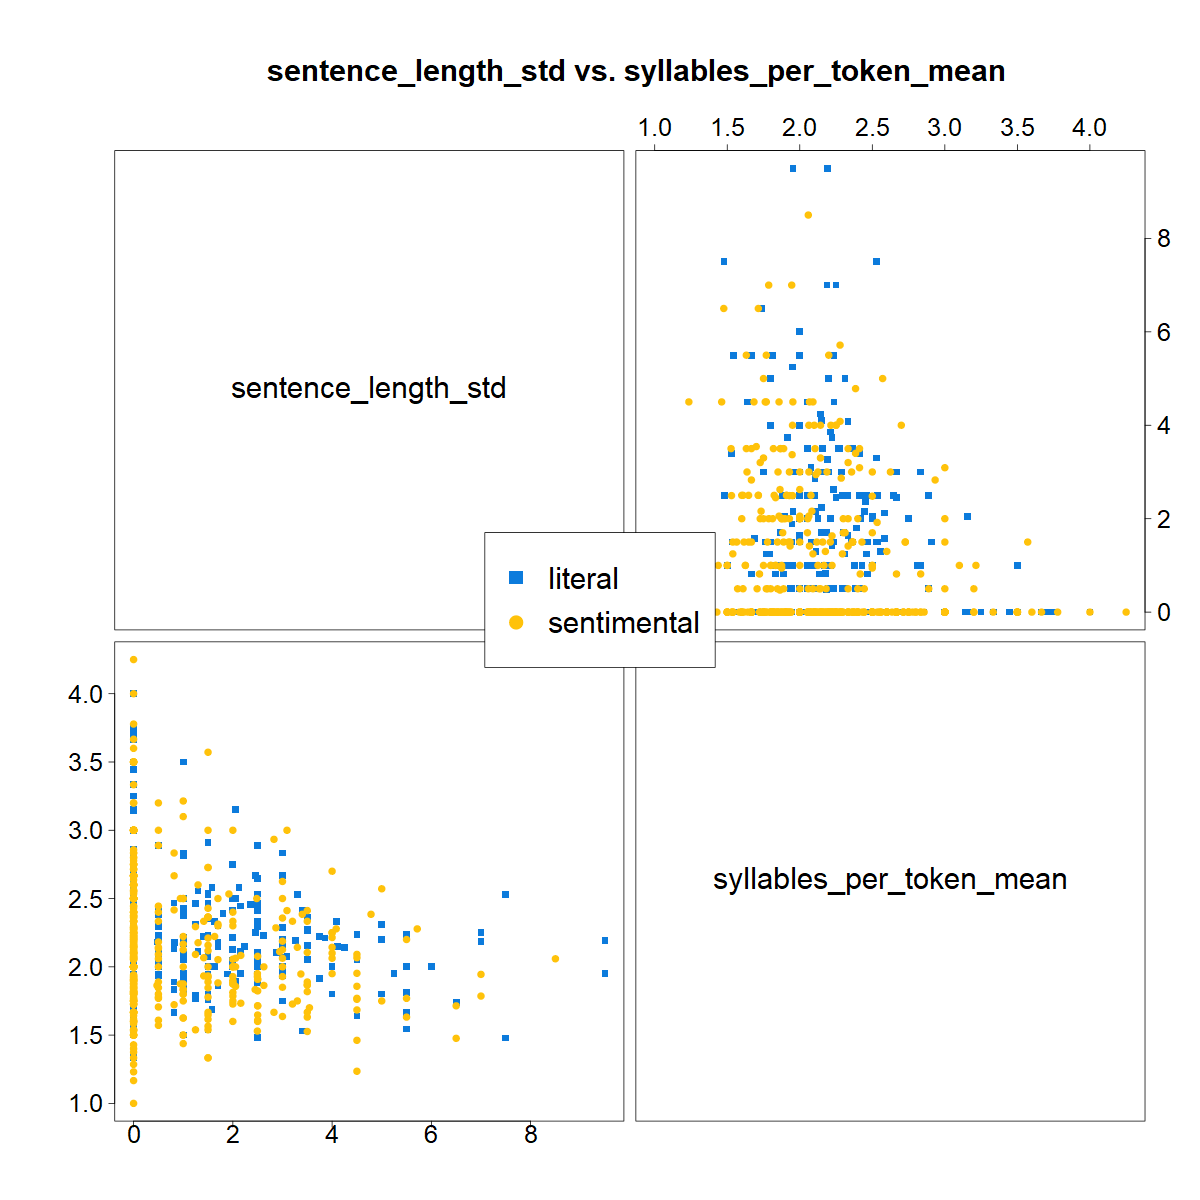 sentence_length_std vs. syllables_per_token_mean
1.0 1.5 2.0 2.5 3.0 3.5 4.0
sentence_length_std
8
6
4
2
0
literal
sentimental
4.0
3.5
3.0
2.5
2.0
1.5
1.0
syllables_per_token_mean
0 2 4 6 8